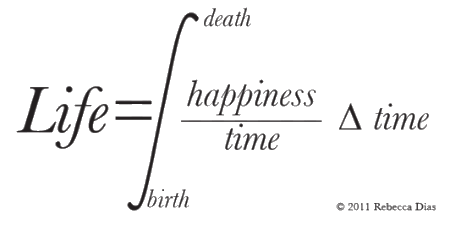 death
Life = ∫ happiness
time
Δ time
birth
© 2011 Rebecca Dias